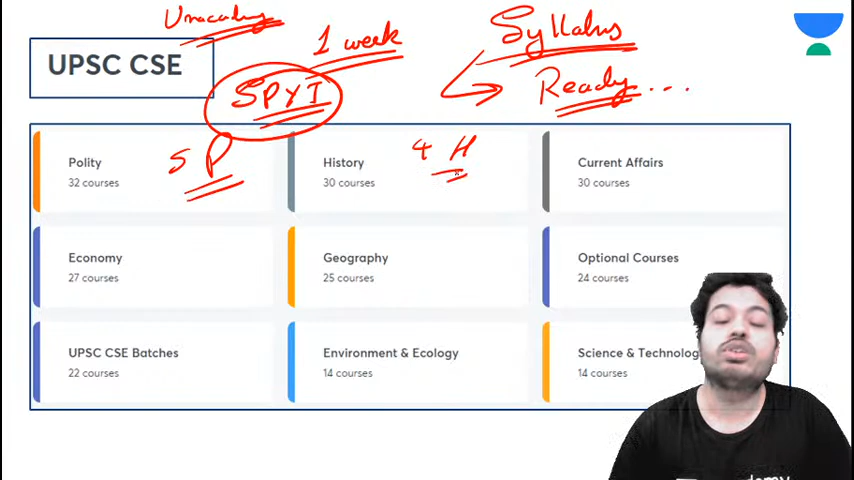 Unacademy
1 week
Syllabus
UPSC CSE
SPYI
Ready...
Polity
32 courses
5 P
History
30 courses
4 H
Current Affairs
30 courses
Economy
27 courses
Geography
25 courses
Optional Courses
24 courses
UPSC CSE Batches
22 courses
Environment & Ecology
14 courses
Science & Technolog
14 courses
demy